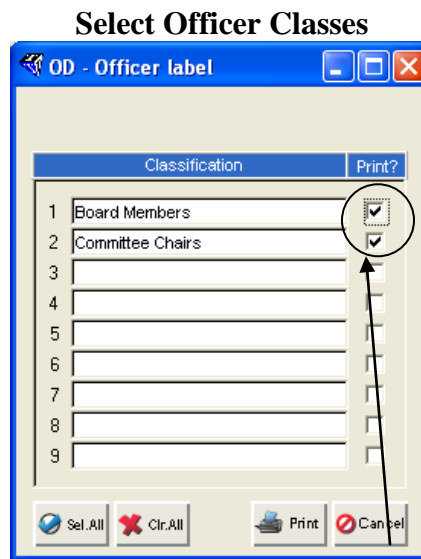 Select Officer Classes
OD - Officer label
Classification Print?
1 Board Members
2 Committee Chairs
3
4
5
6
7
8
9
Sel.All Clr.All Print Cancel